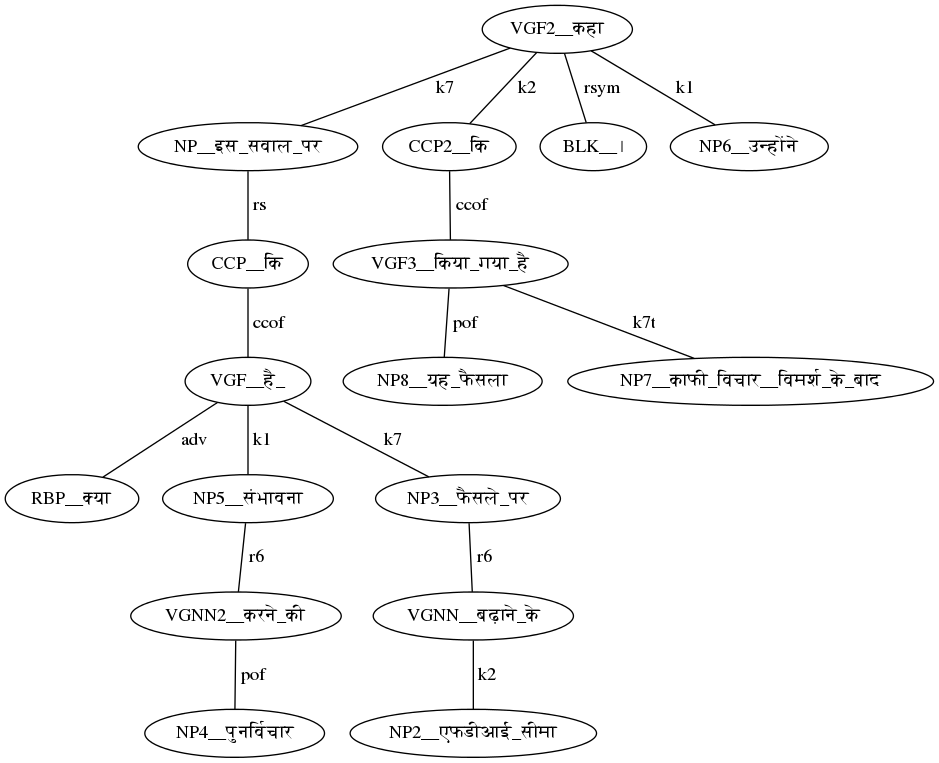 VGF2__कहा
k7 k2 rsym k1
NP__इस_सवाल_पर CCP2__कि BLK__। NP6__उन्होंने
rs ccof
CCP__कि VGF3__किया_गया_है
ccof pof k7t
VGF__है_ NP8__यह_फैसला NP7__काफी_विचार__विमर्श_के_बाद
adv k1 k7
RBP__क्या NP5__संभावना NP3__फैसले_पर
r6 r6
VGNN2__करने_की VGNN__बढ़ाने_के
pof k2
NP4__पुनर्विचार NP2__एफडीआई_सीमा